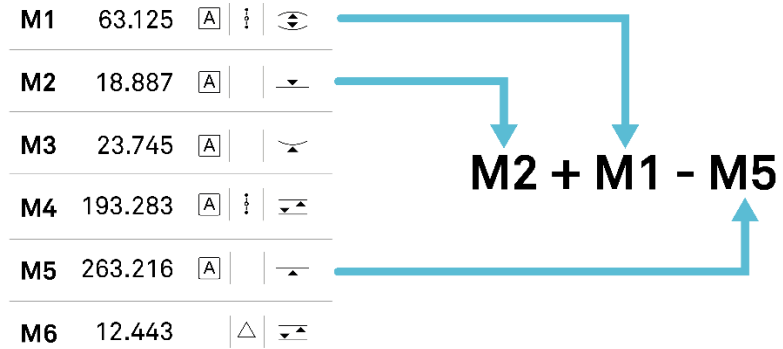 M1 63.125 A
M2 18.887 A
M3 23.745 A
M4 193.283 A
M5 263.216 A
M6 12.443
M2 + M1 - M5